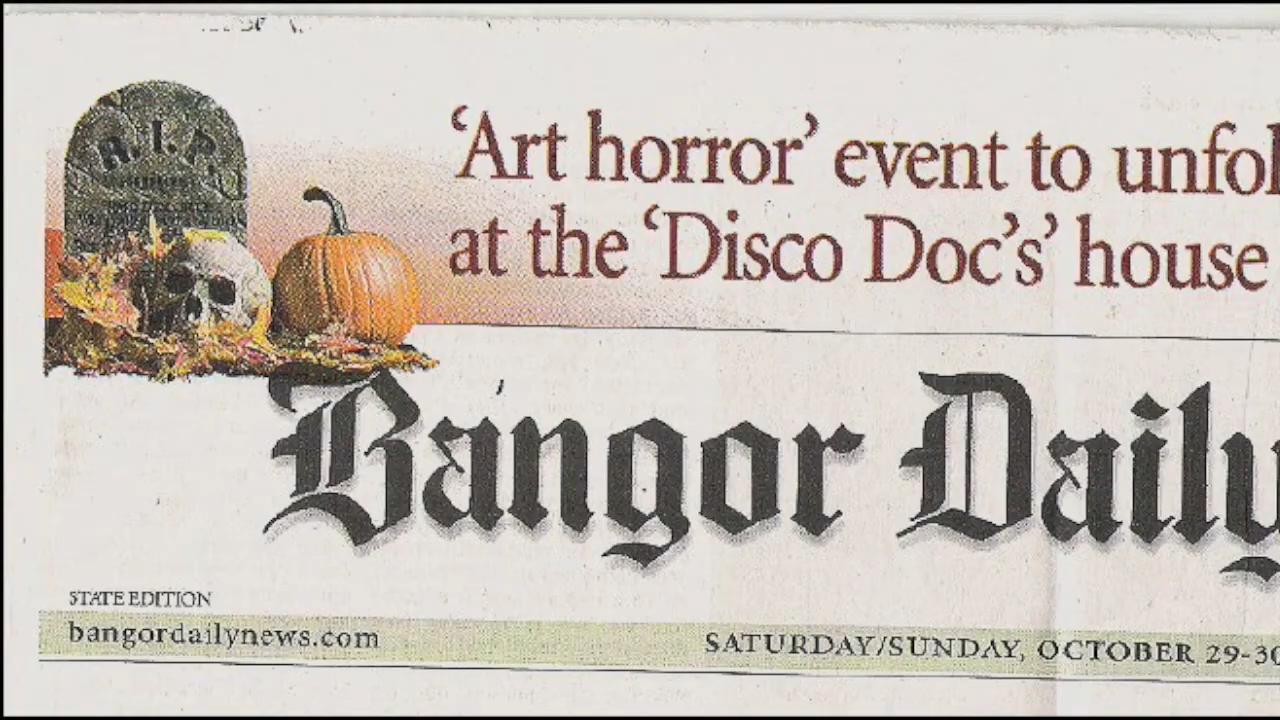 R.I.P
‘Art horror’ event to unfol
at the ‘Disco Doc’s’ house
Bangor Daily
STATE EDITION
bangordailynews.com
SATURDAY/SUNDAY, OCTOBER 29-30